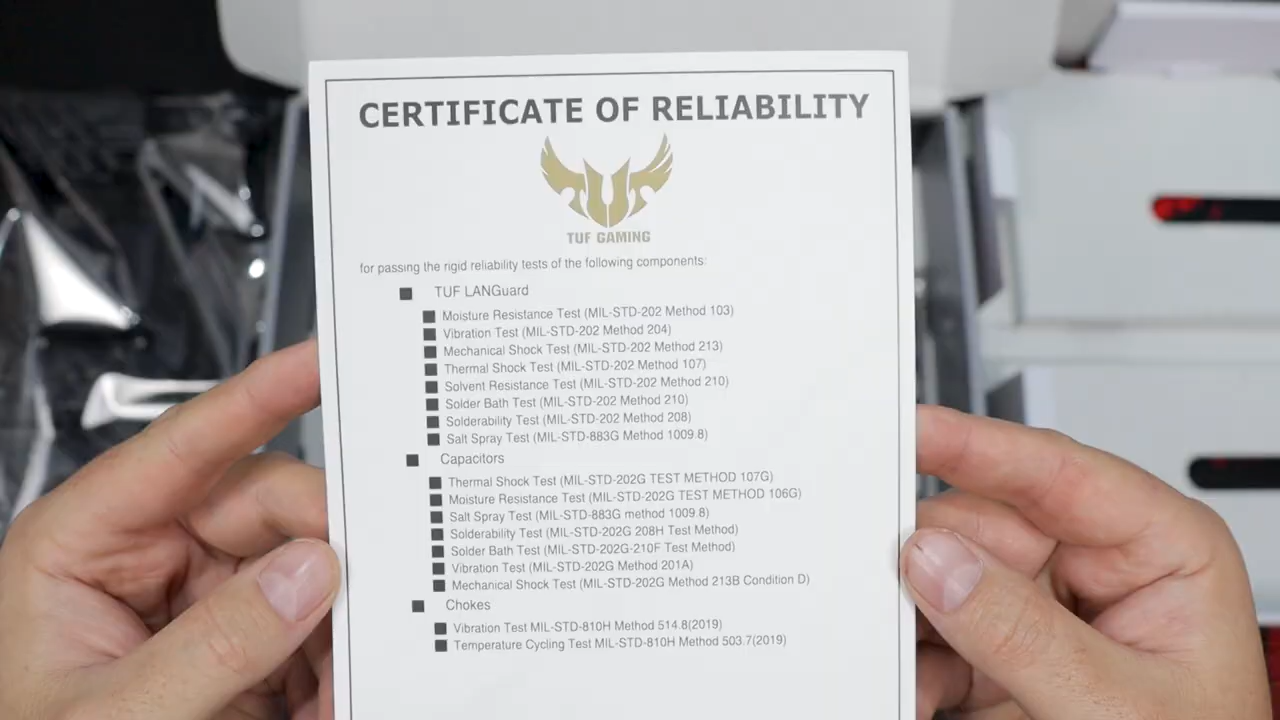 CERTIFICATE OF RELIABILITY
TUF GAMING
for passing the rigid reliability tests of the following components:
TUF LANGuard
Moisture Resistance Test (MIL-STD-202 Method 103)
Vibration Test (MIL-STD-202 Method 204)
Mechanical Shock Test (MIL-STD-202 Method 213)
Thermal Shock Test (MIL-STD-202 Method 107)
Solvent Resistance Test (MIL-STD-202 Method 210)
Solder Bath Test (MIL-STD-202 Method 210)
Solderability Test (MIL-STD-202 Method 208)
Salt Spray Test (MIL-STD-883G Method 1009.8)
Capacitors
Thermal Shock Test (MIL-STD-202G TEST METHOD 107G)
Moisture Resistance Test (MIL-STD-202G TEST METHOD 106G)
Salt Spray Test (MIL-STD-883G method 1009.8)
Solderability Test (MIL-STD-202G 208H Test Method)
Solder Bath Test (MIL-STD-202G-210F Test Method)
Vibration Test (MIL-STD-202G Method 201A)
Mechanical Shock Test (MIL-STD-202G Method 213B Condition D)
Chokes
Vibration Test MIL-STD-810H Method 514.8(2019)
Temperature Cycling Test MIL-STD-810H Method 503.7(2019)